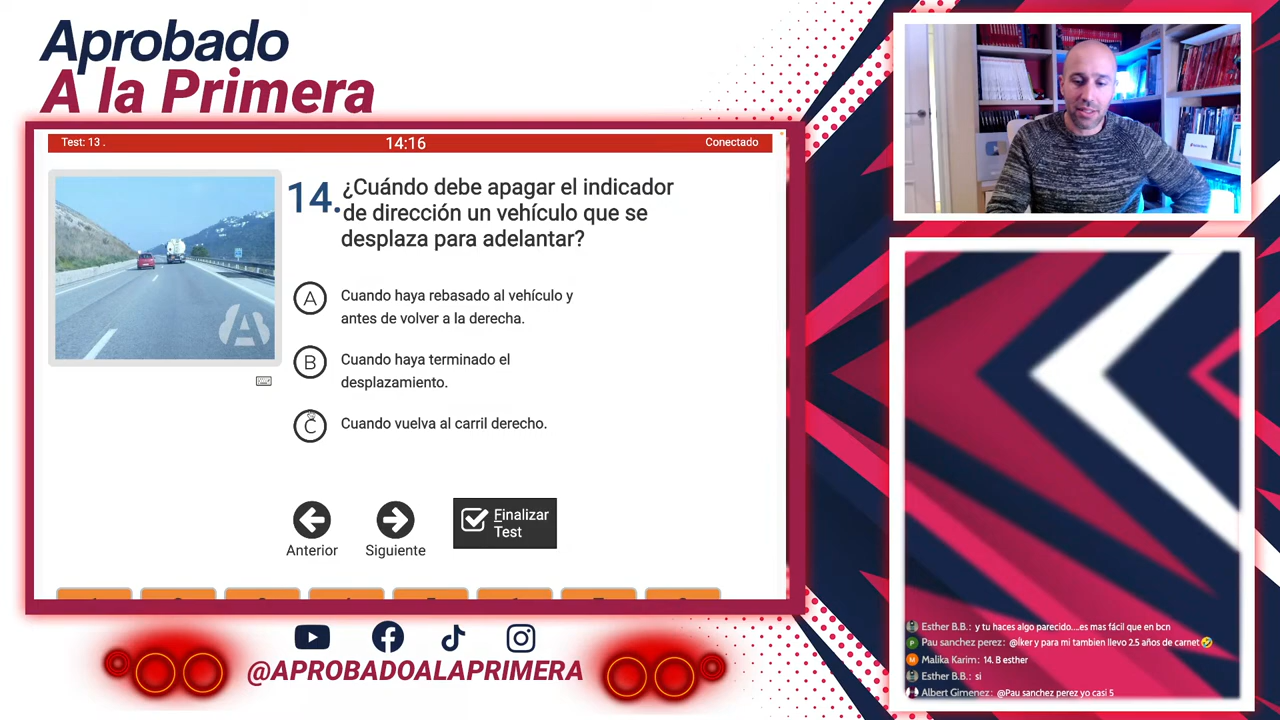 Aprobado
A la Primera
Test: 13 .
14:16
Conectado
14. ¿Cuándo debe apagar el indicador
de dirección un vehículo que se
desplaza para adelantar?
A Cuando haya rebasado al vehículo y
antes de volver a la derecha.
B Cuando haya terminado el
desplazamiento.
C Cuando vuelva al carril derecho.
Anterior
Siguiente
Finalizar
Test
@APROBADOALAPRIMERA
Esther B.B.: y tu haces algo parecido....es mas fácil que en bcn
P Pau sanchez perez: @Íker y para mi tambien llevo 2.5 años de carnet 🤣
M Malika Karim: 14. B esther
Esther B.B.: si
Albert Gimenez: @Pau sanchez perez yo casi 5